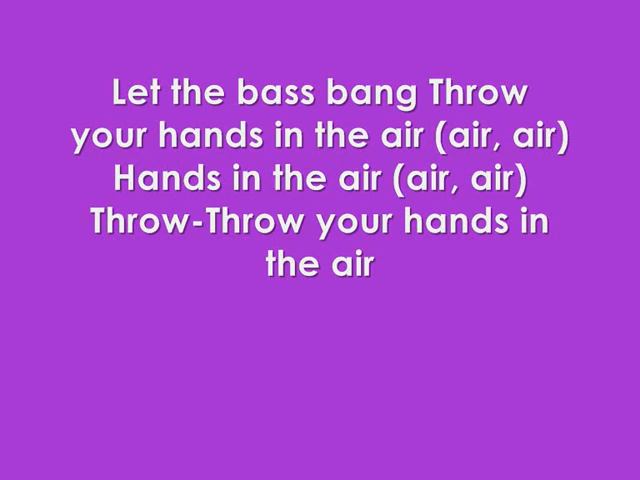 Let the bass bang Throw
your hands in the air (air, air)
Hands in the air (air, air)
Throw-Throw your hands in
the air